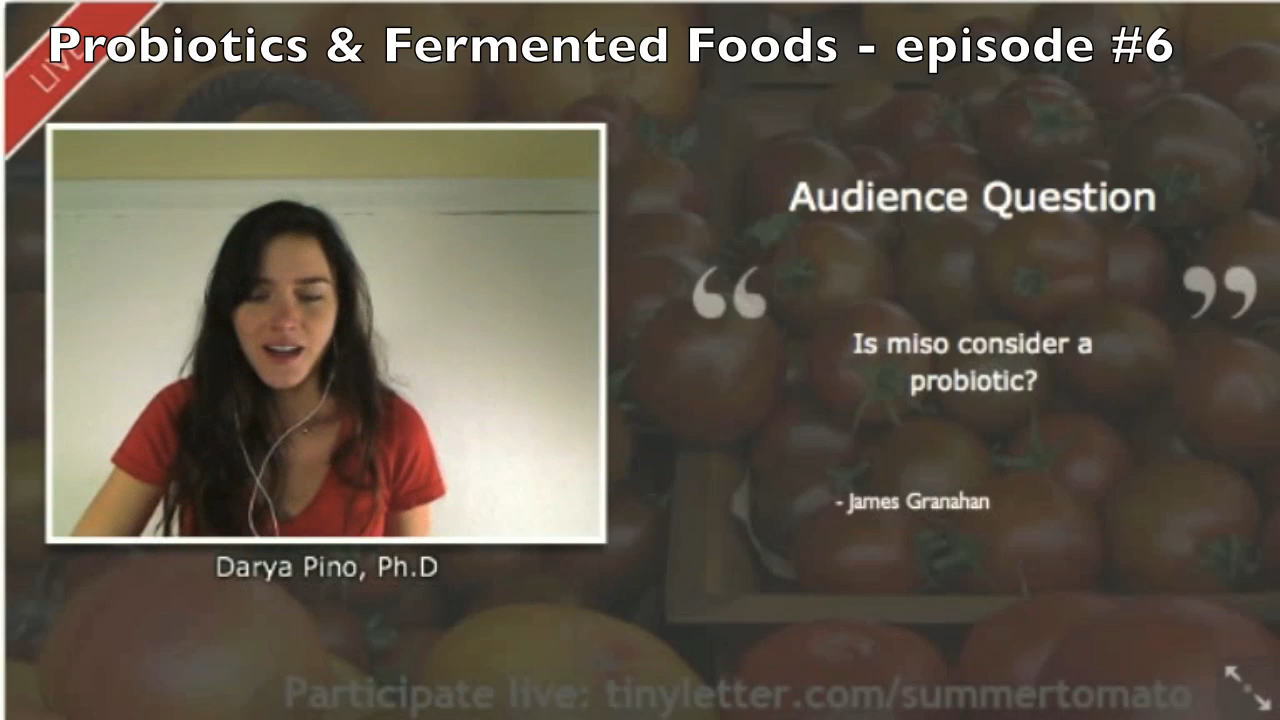 Probiotics & Fermented Foods - episode #6
LIVE
Audience Question
“ ”
Is miso consider a
probiotic?
- James Granahan
Darya Pino, Ph.D
Participate live: tinyletter.com/summertomato